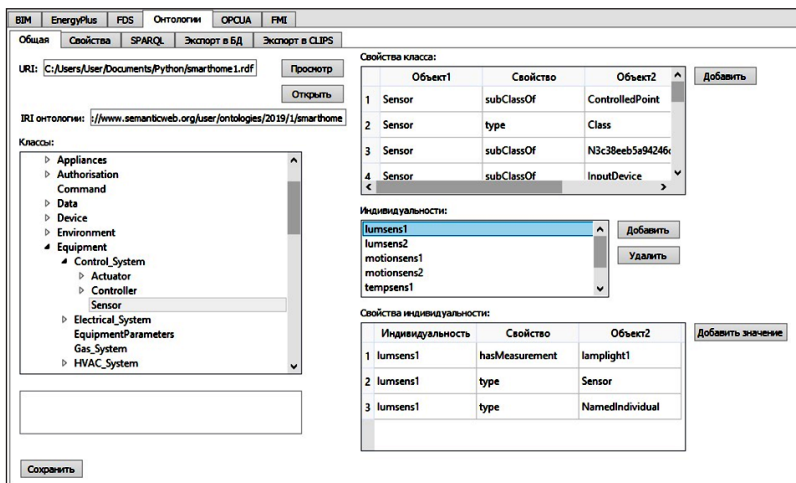 BIM EnergyPlus FDS Онтологии OPCUA FMI
Общая Свойства SPARQL Экспорт в БД Экспорт в CLIPS
URI: C:/Users/User/Documents/Python/smarthome1.rdf Просмотр
Открыть
IRI онтологии: ://www.semanticweb.org/user/ontologies/2019/1/smarthome
Классы:
Appliances
Authorisation
Command
Data
Device
Environment
Equipment
Control_System
Actuator
Controller
Sensor
Electrical_System
EquipmentParameters
Gas_System
HVAC_System
Сохранить
Свойства класса:
Объект1 Свойство Объект2
1 Sensor subClassOf ControlledPoint
2 Sensor type Class
3 Sensor subClassOf N3c38eeb5a94246c
4 Sensor subClassOf InputDevice
Добавить
Индивидуальности:
lumsens1
lumsens2
motionsens1
motionsens2
tempsens1
Добавить
Удалить
Свойства индивидуальности:
Индивидуальность Свойство Объект2
1 lumsens1 hasMeasurement lamplight1
2 lumsens1 type Sensor
3 lumsens1 type NamedIndividual
Добавить значение